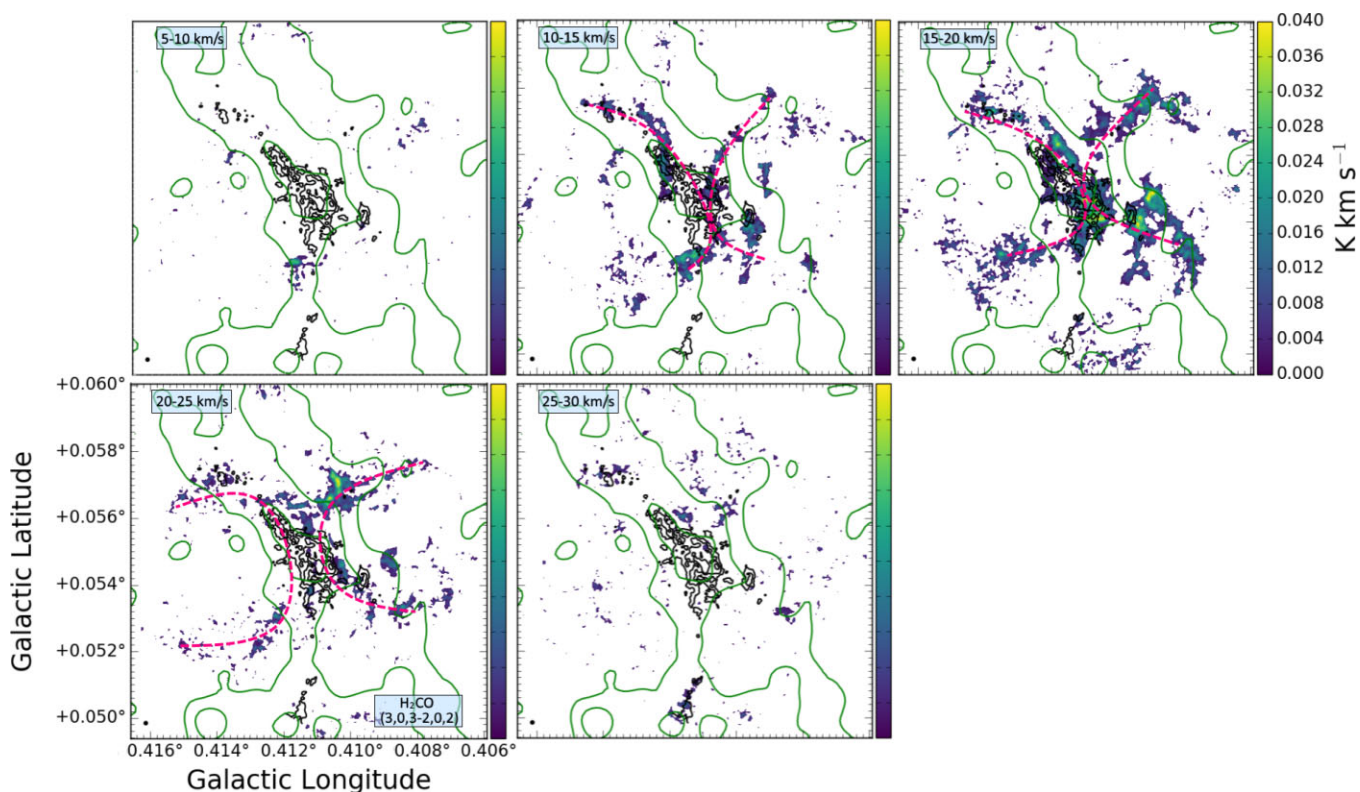 5-10 km/s
10-15 km/s
15-20 km/s
0.040
0.036
0.032
0.028
0.024
0.020
0.016
0.012
0.008
0.004
0.000
K km s⁻¹
20-25 km/s
25-30 km/s
+0.060°
+0.058°
+0.056°
+0.054°
+0.052°
+0.050°
Galactic Latitude
H₂CO
(3,0,3-2,0,2)
0.416° 0.414° 0.412° 0.410° 0.408° 0.406°
Galactic Longitude